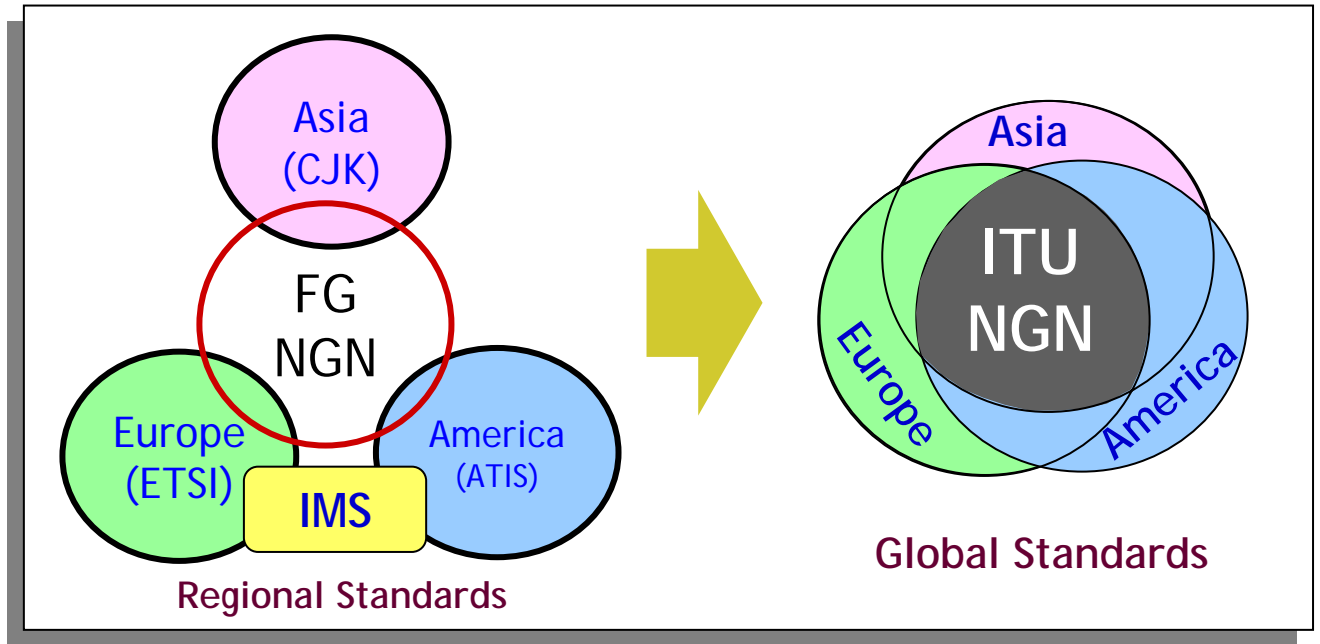 Asia
(CJK)
FG
NGN
Europe
(ETSI)
America
(ATIS)
IMS
Regional Standards
Asia
ITU
NGN
Europe
America
Global Standards